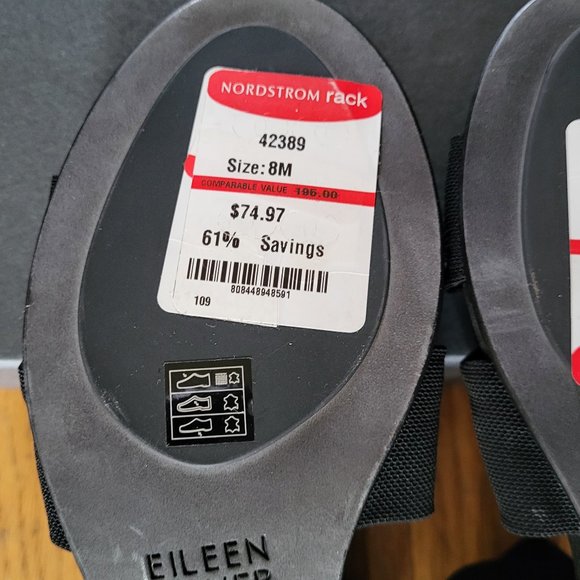 NORDSTROM rack
42389
Size: 8M
COMPARABLE VALUE 196.00
$74.97
61% Savings
808448948591
109
EILEEN